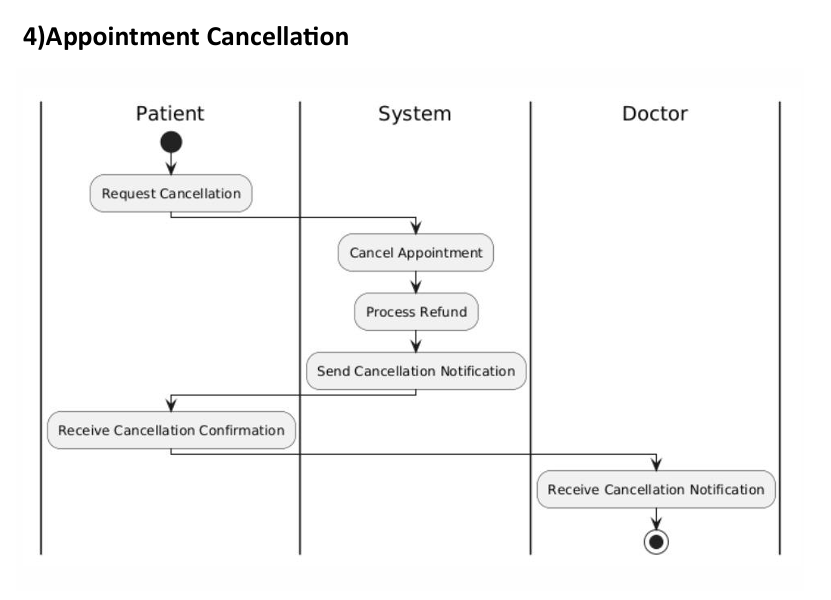 4)Appointment Cancellation
Patient
System
Doctor
Request Cancellation
Cancel Appointment
Process Refund
Send Cancellation Notification
Receive Cancellation Confirmation
Receive Cancellation Notification